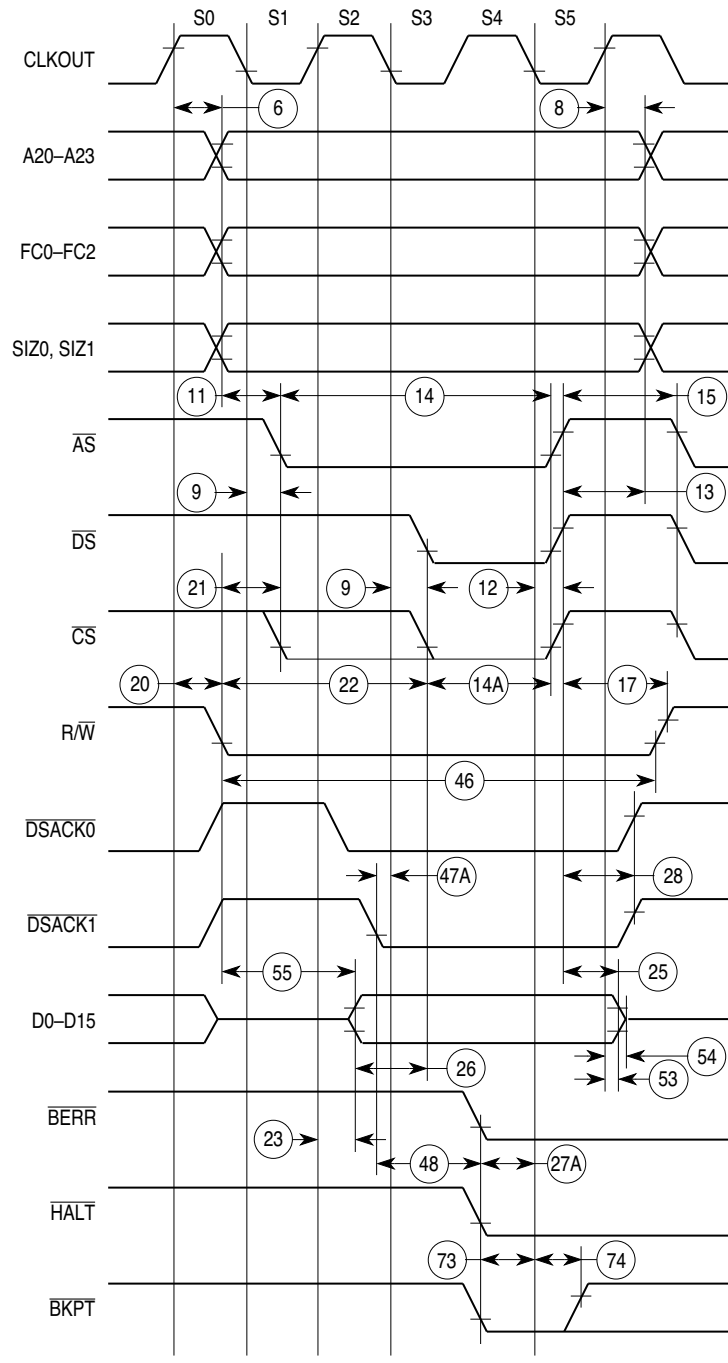 S0 S1 S2 S3 S4 S5
CLKOUT
6 8
A20–A23
FC0–FC2
SIZ0, SIZ1
11 14 15
AS
9 13
DS
21 9 12
CS
20 22 14A 17
R/W
46
DSACK0
47A 28
DSACK1
55 25
D0–D15
54
26 53
BERR
23 48 27A
HALT
73 74
BKPT